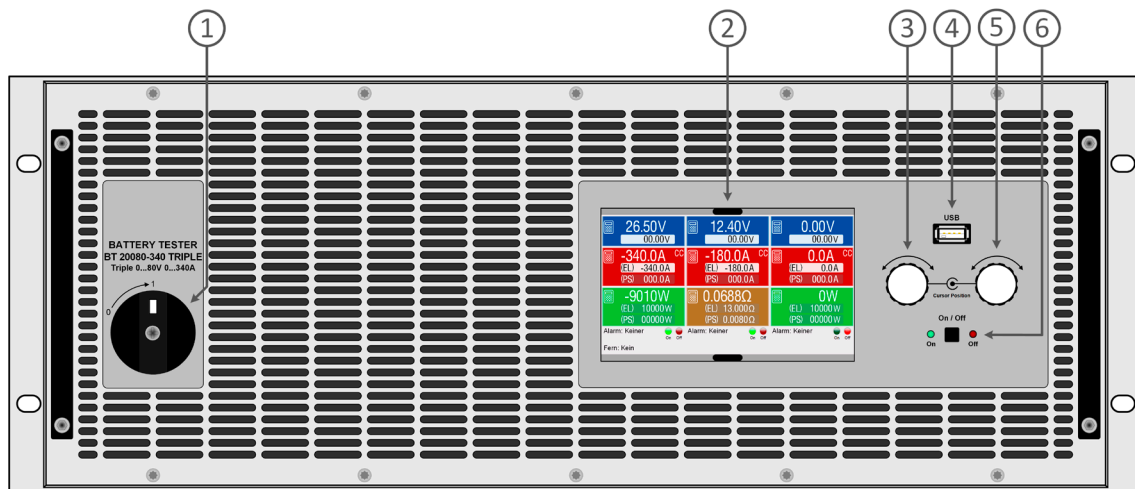 1 2 3 4 5 6
USB
BATTERY TESTER
BT 20080-340 TRIPLE
Triple 0...80V 0...340A
0 1
26.50V 12.40V 0.00V
00.00V 00.00V 00.00V
-340.0A CC -180.0A CC 0.0A CC
(EL) -340.0A (EL) -180.0A (EL) 0.0A
(PS) 000.0A (PS) 000.0A (PS) 000.0A
-9010W 0.0688Ω 0W
(EL) 10000W (EL) 13.000Ω (EL) 10000W
(PS) 00000W (PS) 0.0080Ω (PS) 00000W
Alarm: Keiner On Off Alarm: Keiner On Off Alarm: Keiner On Off
Fern: Kein
Cursor Position
On / Off
On Off